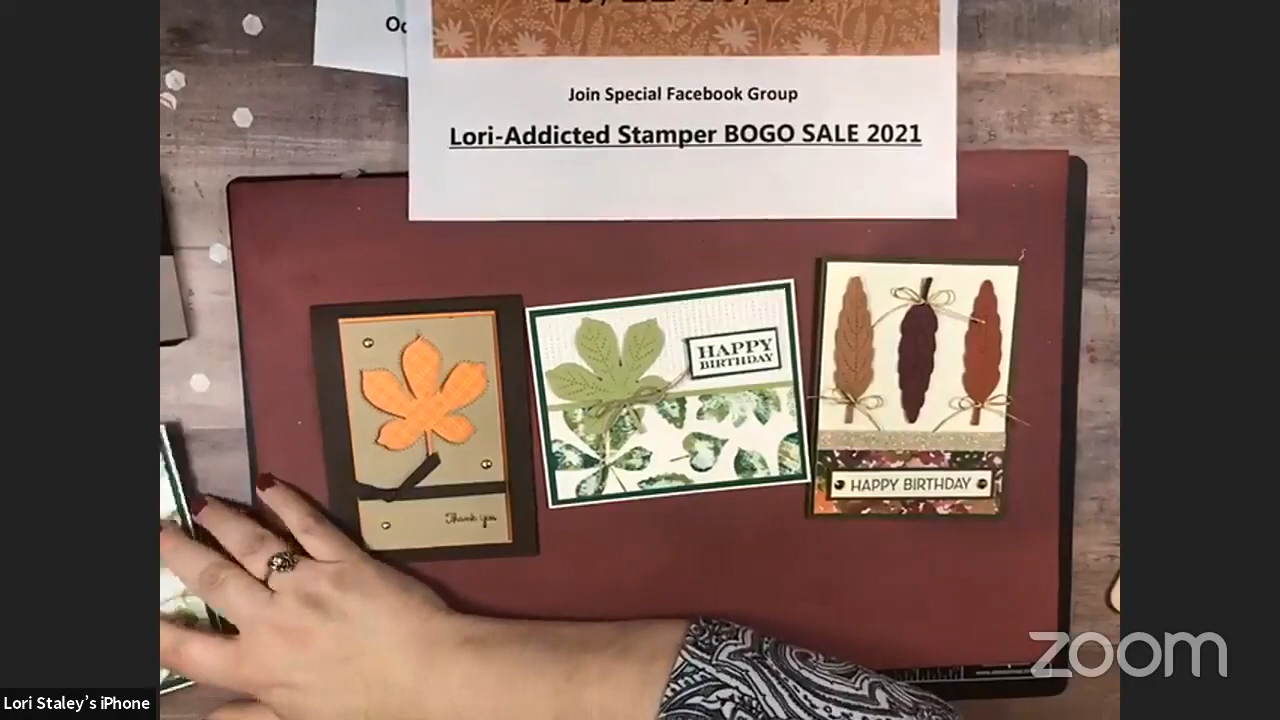 Oc
Join Special Facebook Group
Lori-Addicted Stamper BOGO SALE 2021
HAPPY
BIRTHDAY
HAPPY BIRTHDAY
Thank you
zoom
Lori Staley's iPhone